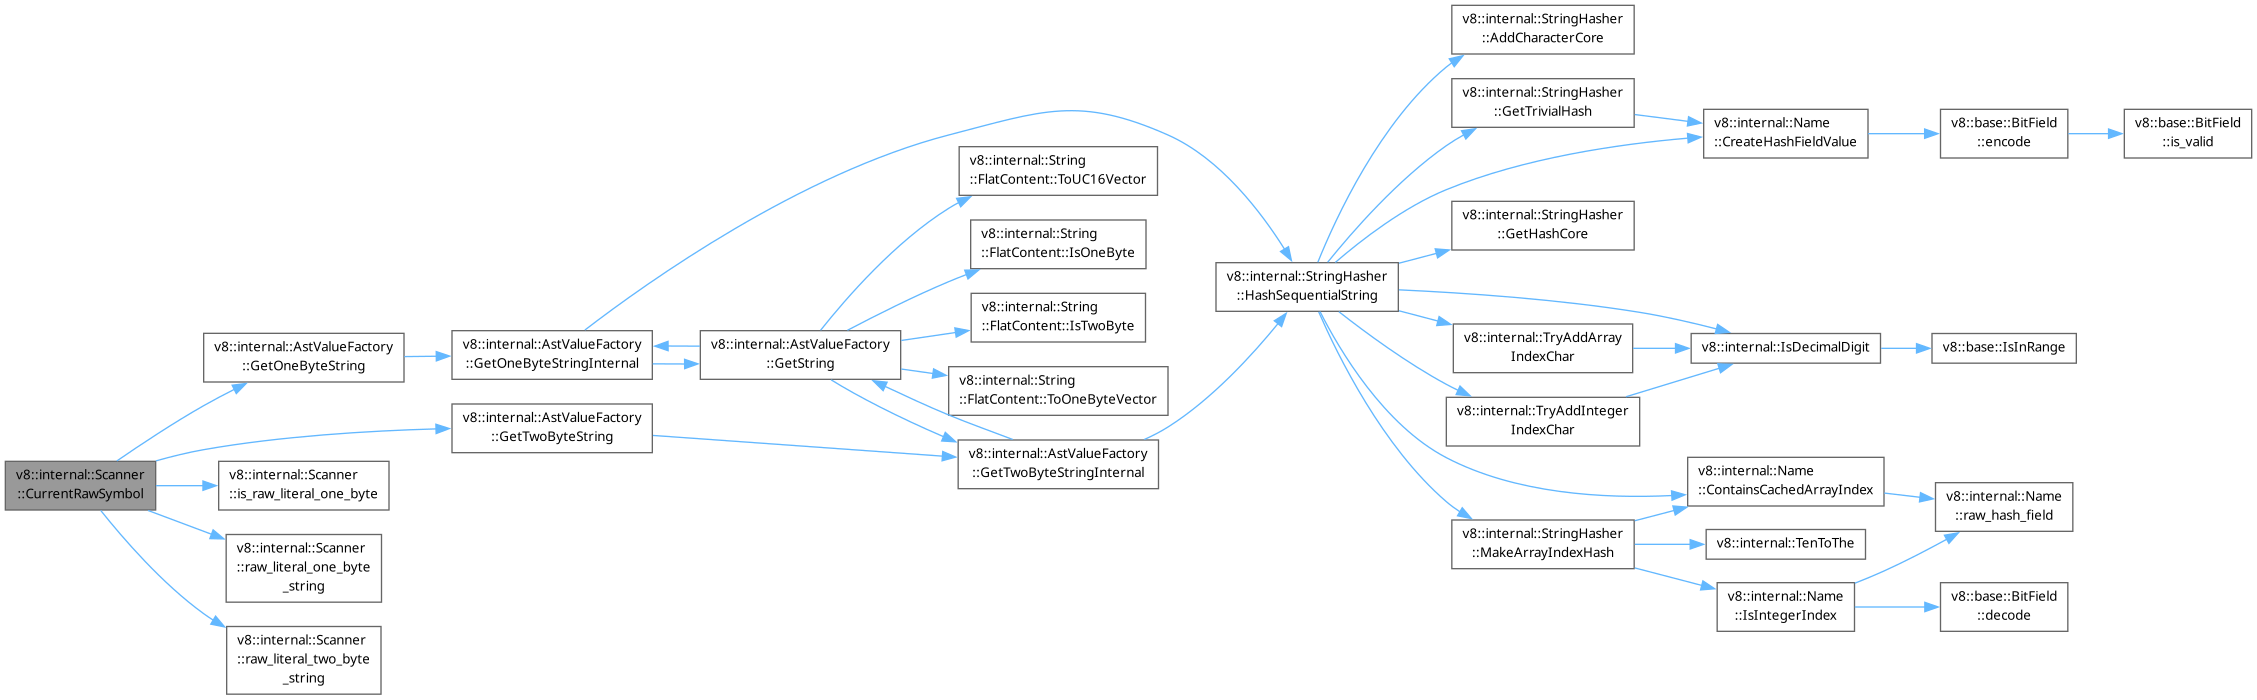 v8::internal::Scanner
::CurrentRawSymbol
v8::internal::AstValueFactory
::GetOneByteString
v8::internal::AstValueFactory
::GetTwoByteString
v8::internal::Scanner
::is_raw_literal_one_byte
v8::internal::Scanner
::raw_literal_one_byte
_string
v8::internal::Scanner
::raw_literal_two_byte
_string
v8::internal::AstValueFactory
::GetOneByteStringInternal
v8::internal::AstValueFactory
::GetString
v8::internal::String
::FlatContent::ToUC16Vector
v8::internal::String
::FlatContent::IsOneByte
v8::internal::String
::FlatContent::IsTwoByte
v8::internal::String
::FlatContent::ToOneByteVector
v8::internal::AstValueFactory
::GetTwoByteStringInternal
v8::internal::StringHasher
::HashSequentialString
v8::internal::StringHasher
::AddCharacterCore
v8::internal::StringHasher
::GetTrivialHash
v8::internal::Name
::CreateHashFieldValue
v8::base::BitField
::encode
v8::base::BitField
::is_valid
v8::internal::StringHasher
::GetHashCore
v8::internal::TryAddArray
IndexChar
v8::internal::IsDecimalDigit
v8::base::IsInRange
v8::internal::TryAddInteger
IndexChar
v8::internal::Name
::ContainsCachedArrayIndex
v8::internal::StringHasher
::MakeArrayIndexHash
v8::internal::TenToThe
v8::internal::Name
::IsIntegerIndex
v8::internal::Name
::raw_hash_field
v8::base::BitField
::decode